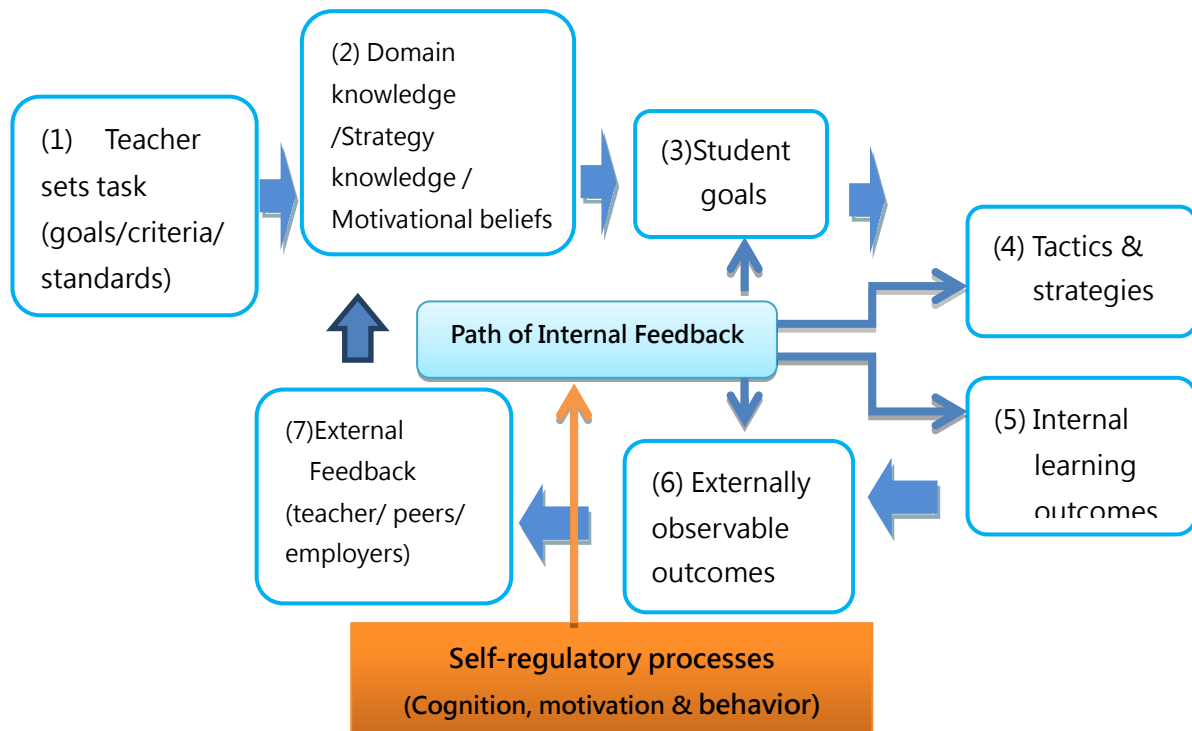 (1) Teacher
sets task
(goals/criteria/
standards)
(2) Domain
knowledge
/Strategy
knowledge /
Motivational beliefs
(3)Student
goals
(4) Tactics &
strategies
Path of Internal Feedback
(5) Internal
learning
outcomes
(6) Externally
observable
outcomes
(7)External
Feedback
(teacher/ peers/
employers)
Self-regulatory processes
(Cognition, motivation & behavior)